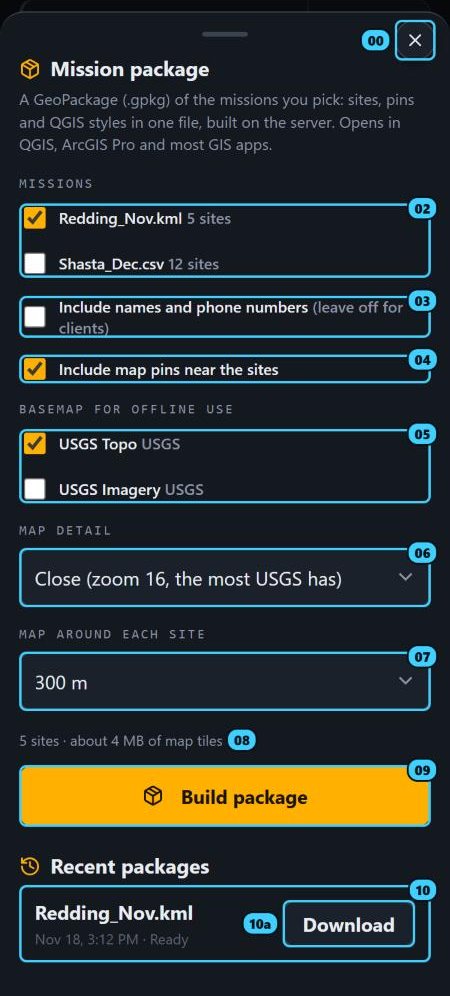 00
Mission package
A GeoPackage (.gpkg) of the missions you pick: sites, pins
and QGIS styles in one file, built on the server. Opens in
QGIS, ArcGIS Pro and most GIS apps.
MISSIONS
02
Redding_Nov.kml 5 sites
Shasta_Dec.csv 12 sites
03
Include names and phone numbers (leave off for
clients)
04
Include map pins near the sites
BASEMAP FOR OFFLINE USE
05
USGS Topo USGS
USGS Imagery USGS
MAP DETAIL
06
Close (zoom 16, the most USGS has)
MAP AROUND EACH SITE
07
300 m
5 sites · about 4 MB of map tiles 08
09
Build package
Recent packages
10
Redding_Nov.kml
10a Download
Nov 18, 3:12 PM · Ready